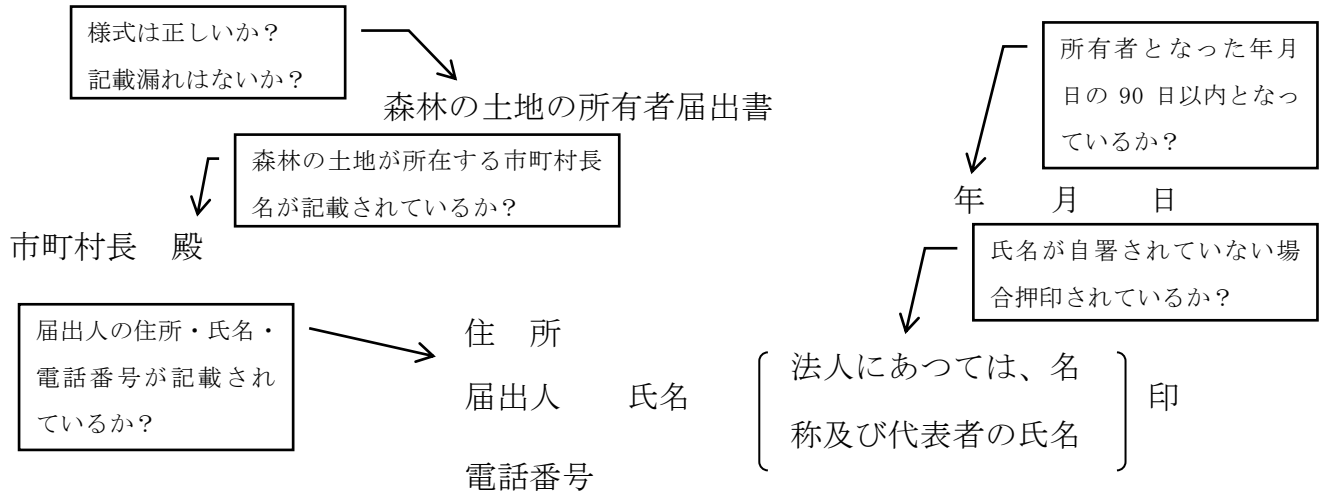 様式は正しいか?
記載漏れはないか?
所有者となった年月
日の 90 日以内となっ
ているか?
森林の土地の所有者届出書
森林の土地が所在する市町村長
名が記載されているか?
年 月 日
市町村長 殿
氏名が自署されていない場
合押印されているか?
届出人の住所・氏名・
電話番号が記載され
ているか?
住 所
届出人 氏名
法人にあつては、名
称及び代表者の氏名
印
電話番号